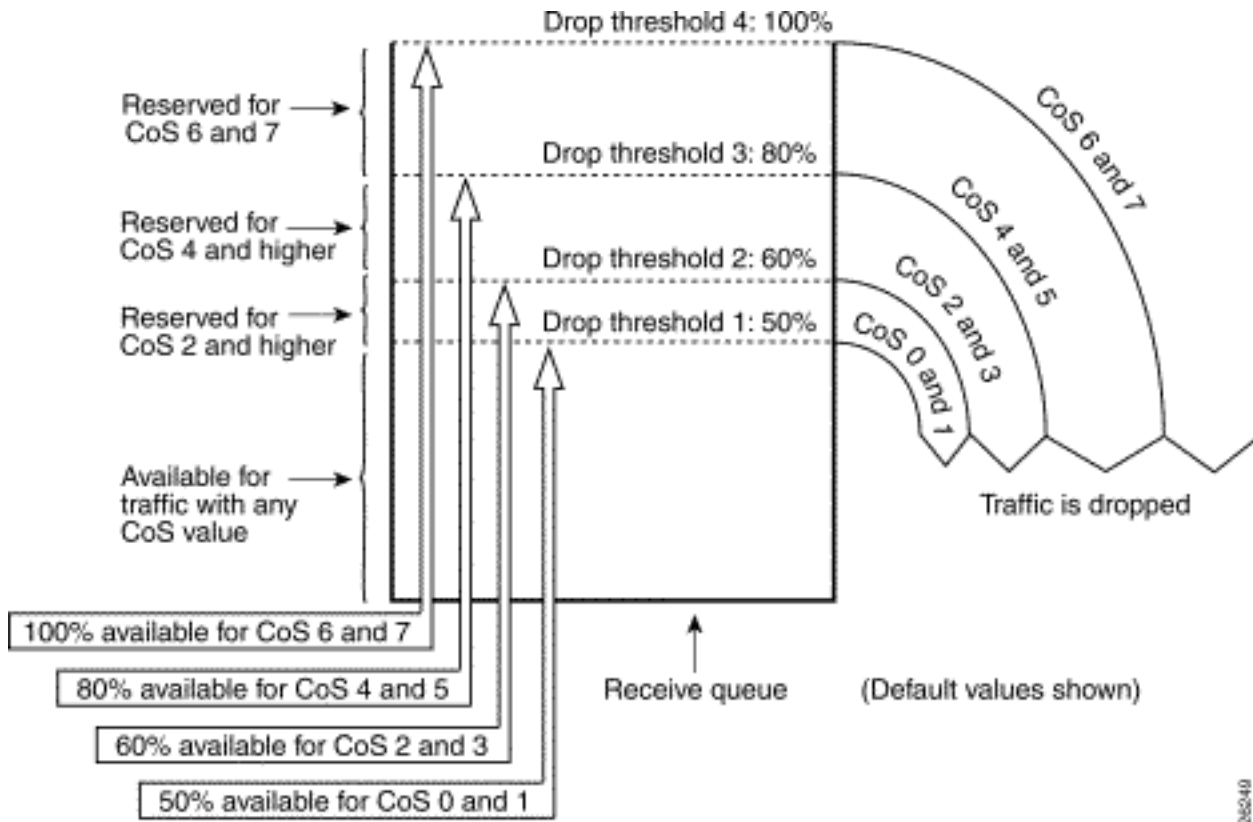 Drop threshold 4: 100%
Reserved for
CoS 6 and 7
Drop threshold 3: 80%
Reserved for
CoS 4 and higher
Drop threshold 2: 60%
Reserved for
CoS 2 and higher
Drop threshold 1: 50%
Available for
traffic with any
CoS value
CoS 6 and 7
CoS 4 and 5
CoS 2 and 3
CoS 0 and 1
Traffic is dropped
100% available for CoS 6 and 7
80% available for CoS 4 and 5
60% available for CoS 2 and 3
50% available for CoS 0 and 1
Receive queue
(Default values shown)
26249